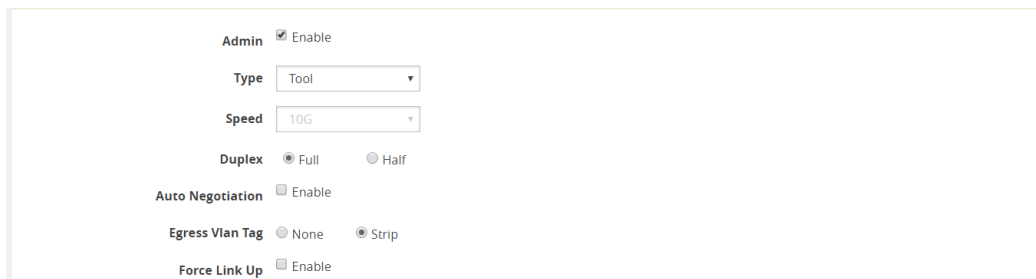 Admin Enable
Type Tool
Speed 10G
Duplex Full Half
Auto Negotiation Enable
Egress Vlan Tag None Strip
Force Link Up Enable